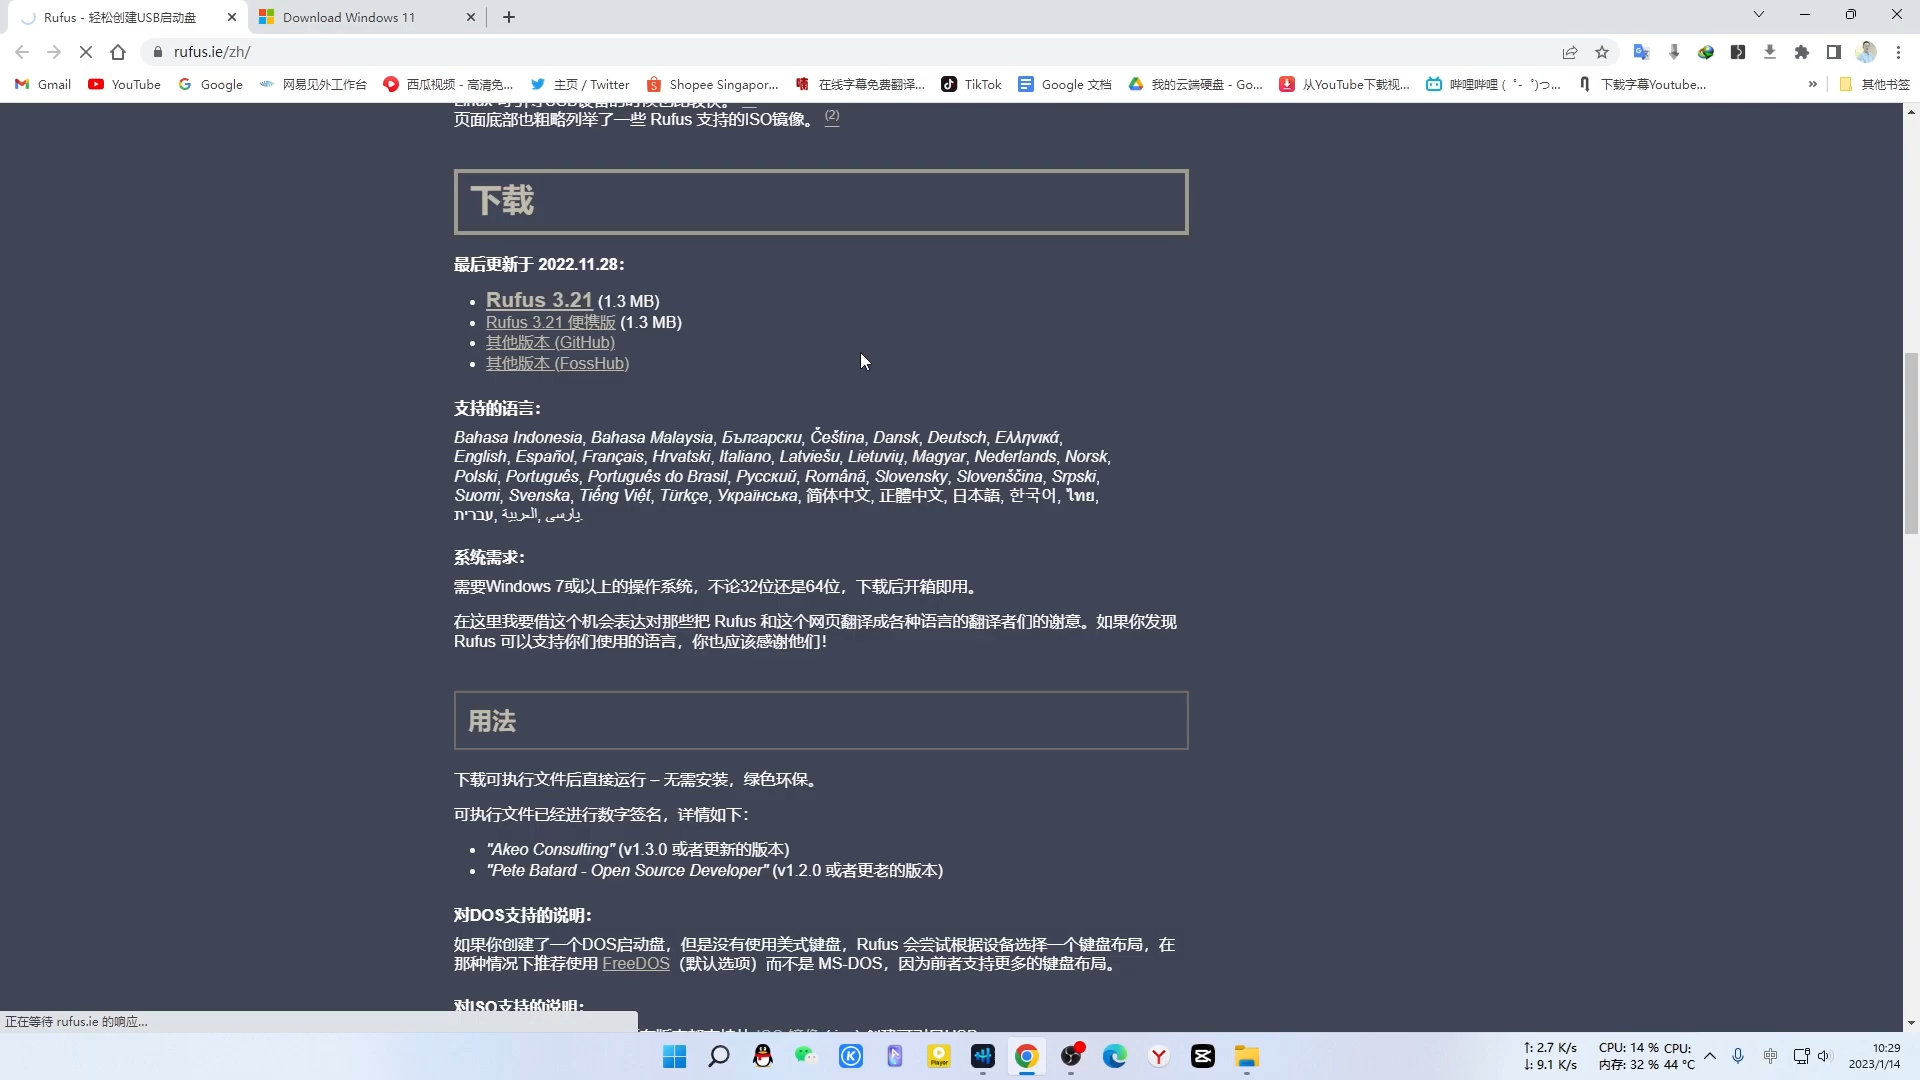 Rufus - 轻松创建USB启动盘
Download Windows 11
rufus.ie/zh/
Gmail
YouTube
Google
网易见外工作台
西瓜视频 - 高清免...
主页 / Twitter
Shopee Singapor...
在线字幕免费翻译...
TikTok
Google 文档
我的云端硬盘 - Go...
从YouTube下载视...
哔哩哔哩 ( ゜- ゜)つ...
下载字幕Youtube...
»
其他书签
页面底部也粗略列举了一些 Rufus 支持的ISO镜像。 (2)
下载
最后更新于 2022.11.28：
Rufus 3.21 (1.3 MB)
Rufus 3.21 便携版 (1.3 MB)
其他版本 (GitHub)
其他版本 (FossHub)
支持的语言：
Bahasa Indonesia, Bahasa Malaysia, Български, Čeština, Dansk, Deutsch, Ελληνικά,
English, Español, Français, Hrvatski, Italiano, Latviešu, Lietuvių, Magyar, Nederlands, Norsk,
Polski, Português, Português do Brasil, Русский, Română, Slovensky, Slovenščina, Srpski,
Suomi, Svenska, Tiếng Việt, Türkçe, Українська, 简体中文, 正體中文, 日本語, 한국어, ไทย,
עברית, العربية, پارسی.
系统需求：
需要Windows 7或以上的操作系统，不论32位还是64位，下载后开箱即用。
在这里我要借这个机会表达对那些把 Rufus 和这个网页翻译成各种语言的翻译者们的谢意。如果你发现
Rufus 可以支持你们使用的语言，你也应该感谢他们！
用法
下载可执行文件后直接运行 – 无需安装，绿色环保。
可执行文件已经进行数字签名，详情如下：
"Akeo Consulting" (v1.3.0 或者更新的版本)
"Pete Batard - Open Source Developer" (v1.2.0 或者更老的版本)
对DOS支持的说明：
如果你创建了一个DOS启动盘，但是没有使用美式键盘，Rufus 会尝试根据设备选择一个键盘布局，在
那种情况下推荐使用 FreeDOS（默认选项）而不是 MS-DOS，因为前者支持更多的键盘布局。
对ISO支持的说明：
正在等待 rufus.ie 的响应...
Player
↑: 2.7 K/s
↓: 9.1 K/s
CPU: 14 % CPU:
内存: 32 % 44 °C
中
10:29
2023/1/14